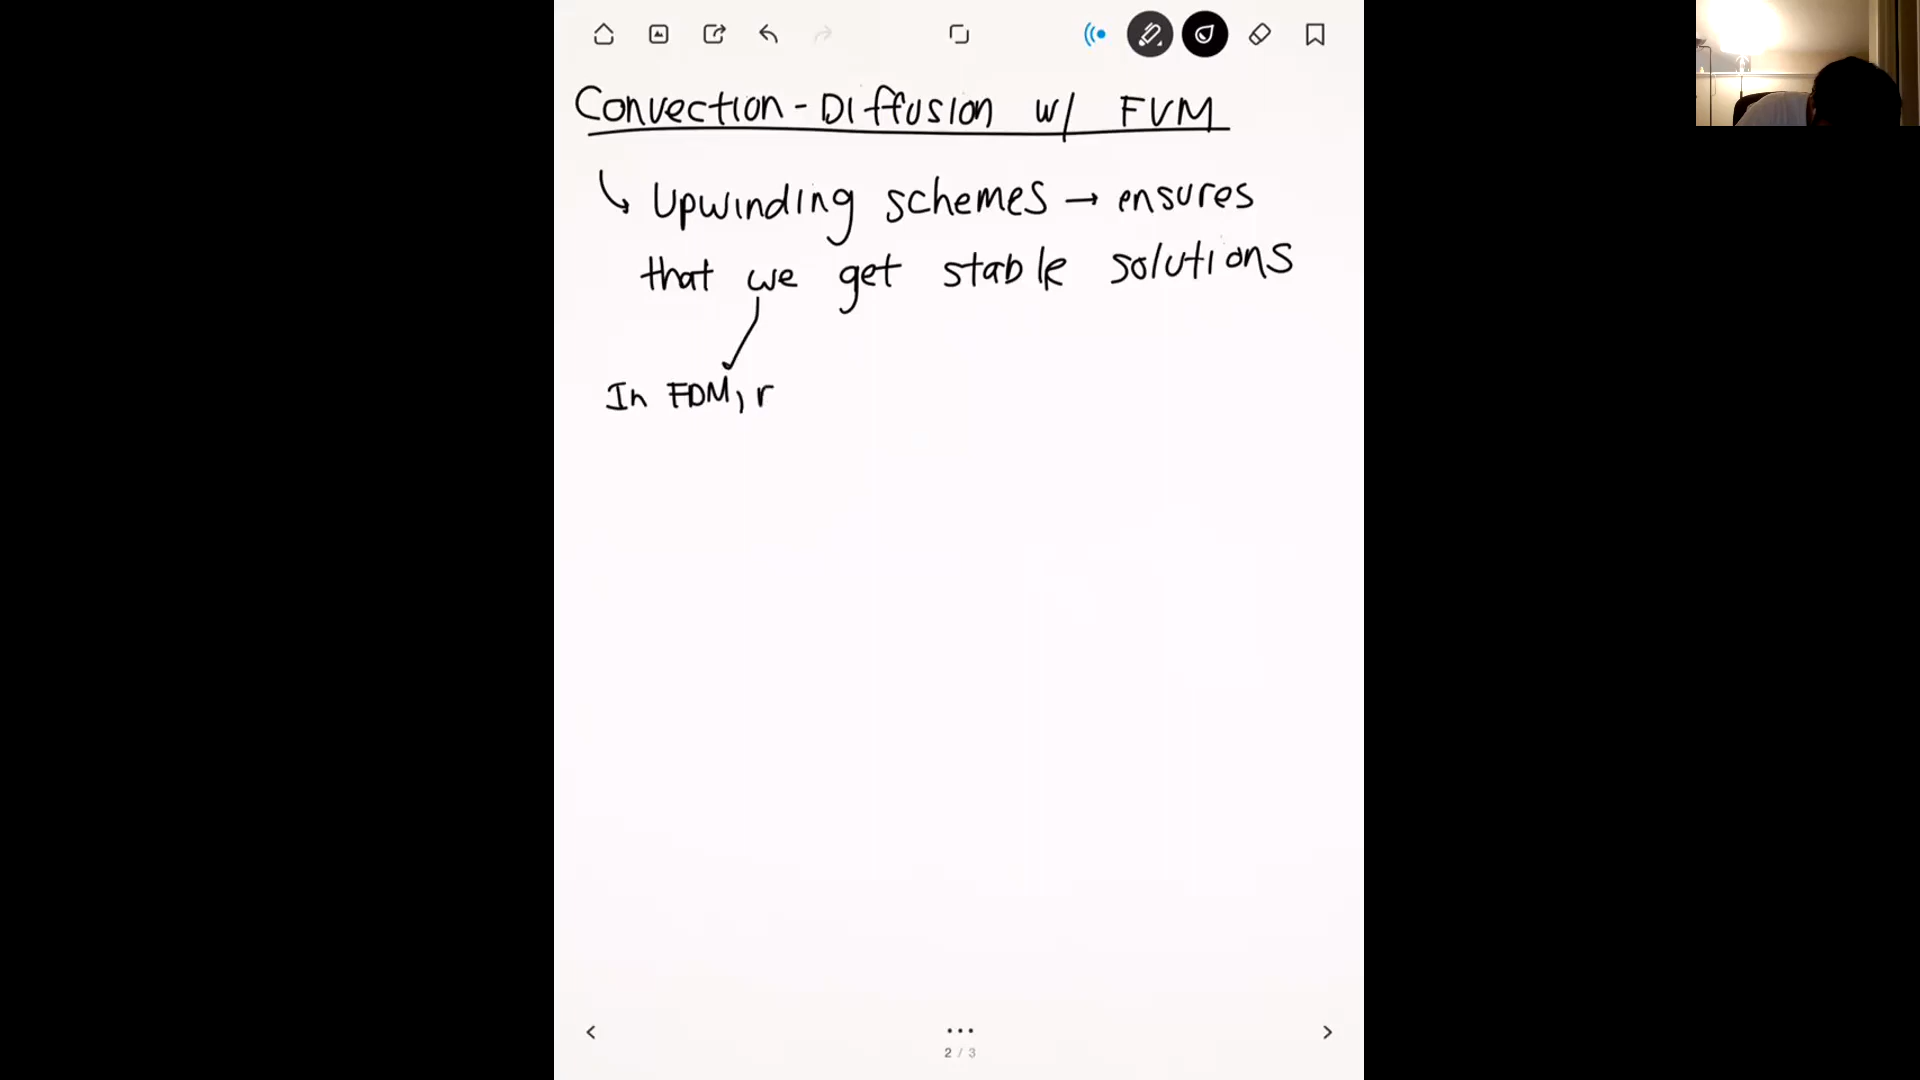 Convection-Diffusion w/ FVM
↳ Upwinding schemes → ensures
that we get stable solutions
In FDM, r
2 / 3